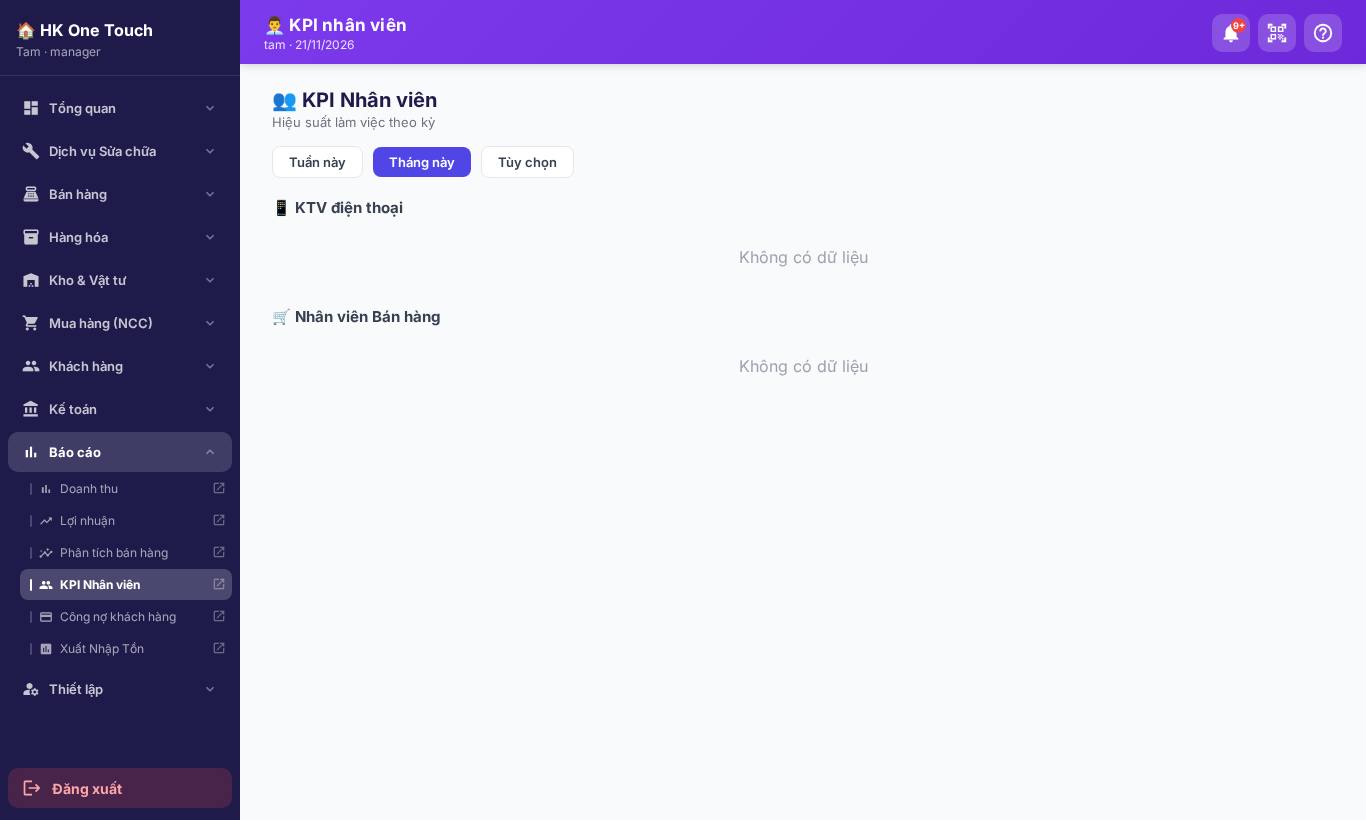 🏠 HK One Touch
Tam · manager
Tổng quan
Dịch vụ Sửa chữa
Bán hàng
Hàng hóa
Kho & Vật tư
Mua hàng (NCC)
Khách hàng
Kế toán
Báo cáo
Doanh thu
Lợi nhuận
Phân tích bán hàng
KPI Nhân viên
Công nợ khách hàng
Xuất Nhập Tồn
Thiết lập
Đăng xuất
👨‍💼 KPI nhân viên
tam · 21/11/2026
9+
👥 KPI Nhân viên
Hiệu suất làm việc theo kỳ
Tuần này
Tháng này
Tùy chọn
📱 KTV điện thoại
Không có dữ liệu
🛒 Nhân viên Bán hàng
Không có dữ liệu